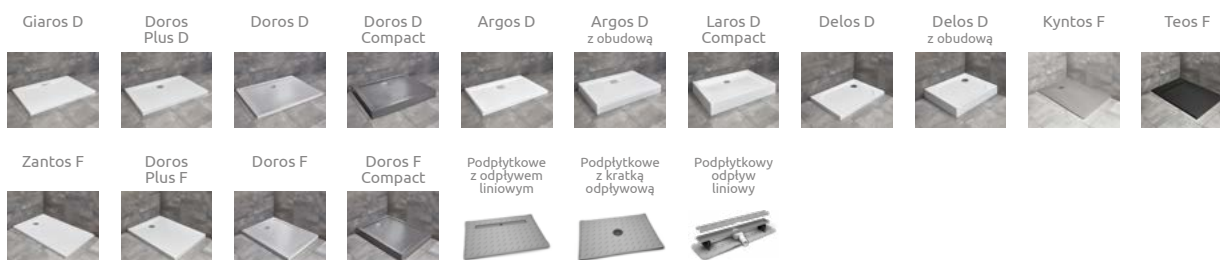 Giaros D
Doros
Plus D
Doros D
Doros D
Compact
Argos D
Argos D
z obudową
Laros D
Compact
Delos D
Delos D
z obudową
Kyntos F
Teos F
Zantos F
Doros
Plus F
Doros F
Doros F
Compact
Podpłytkowe
z odpływem
liniowym
Podpłytkowe
z kratką
odpływową
Podpłytkowy
odpływ
liniowy